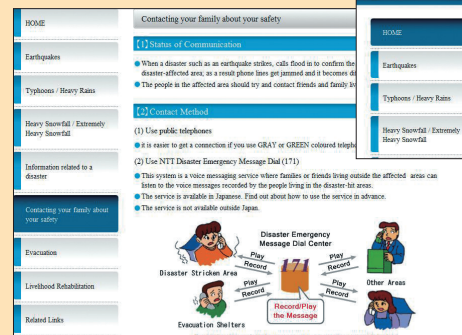 HOME
Earthquakes
Typhoons / Heavy Rains
Heavy Snowfall / Extremely
Heavy Snowfall
Information related to a
disaster
Contacting your family about
your safety
Evacuation
Livelihood Rehabilitation
Related Links
Contacting your family about your safety
【1】Status of Communication
When a disaster such as an earthquake strikes, calls flood in to confirm the
disaster-affected area; as a result phone lines get jammed and it becomes di
The people in the affected area should try and contact friends and family liv
【2】Contact Method
(1) Use public telephones
it is easier to get a connection if you use GRAY or GREEN coloured teleph
(2) Use NTT Disaster Emergency Message Dial (171)
This system is a voice messaging service where families or friends living outside the affected areas can
listen to the voice messages recorded by the people living in the disaster-hit areas.
The service is available in Japanese. Find out about how to use the service in advance.
The service is not available outside Japan.
Disaster Emergency
Message Dial Center
Play
Record
Play
Record
171
Disaster Stricken Area
Other Areas
Play
Record
Play
Record
Record/Play
the Message
Evacuation Shelters
HOME
Earthquakes
Typhoons / Heavy Rains
Heavy Snowfall / Extremely
Heavy Snowfall